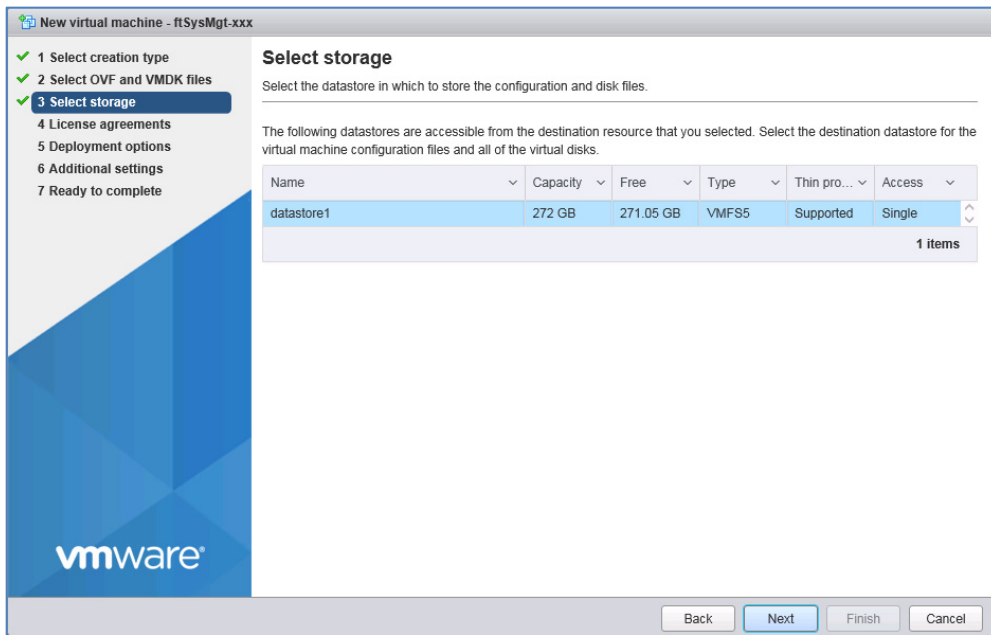 New virtual machine - ftSysMgt-xxx
1 Select creation type
2 Select OVF and VMDK files
3 Select storage
4 License agreements
5 Deployment options
6 Additional settings
7 Ready to complete
Select storage
Select the datastore in which to store the configuration and disk files.
The following datastores are accessible from the destination resource that you selected. Select the destination datastore for the
virtual machine configuration files and all of the virtual disks.
Name Capacity Free Type Thin pro... Access
datastore1 272 GB 271.05 GB VMFS5 Supported Single
1 items
vmware®
Back Next Finish Cancel